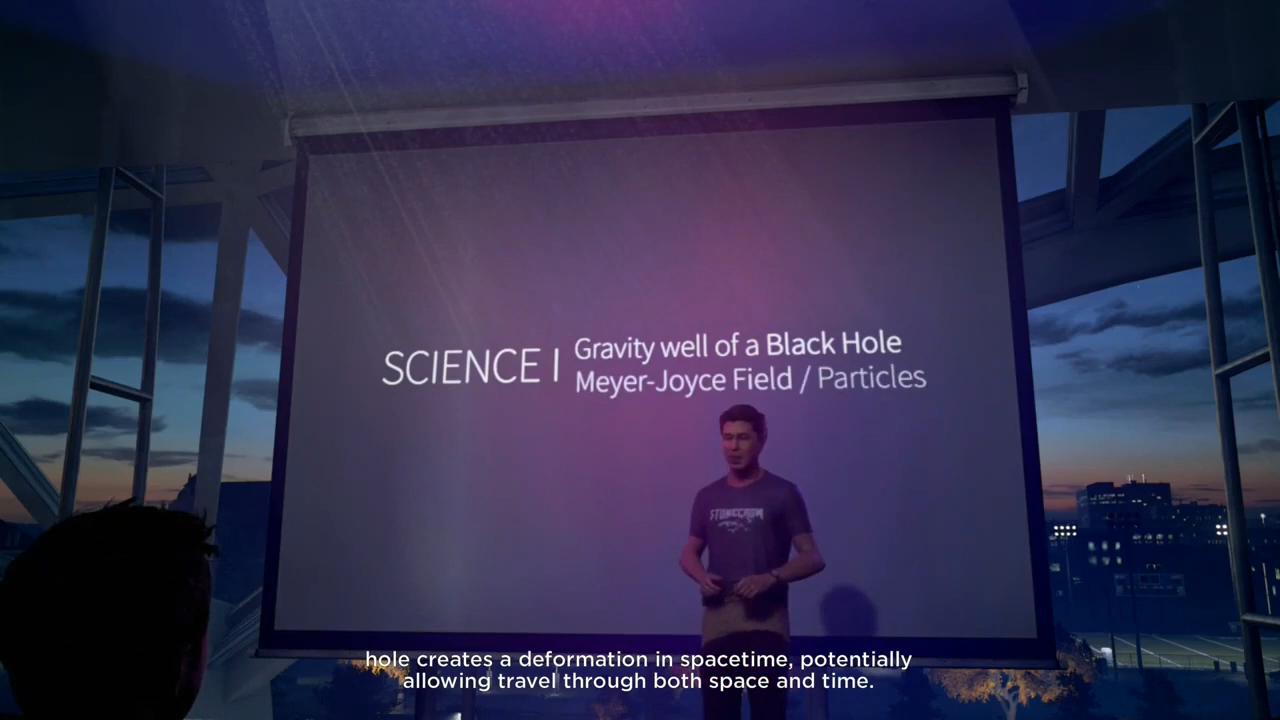 SCIENCE | Gravity well of a Black Hole
Meyer-Joyce Field / Particles
STONECROW
hole creates a deformation in spacetime, potentially
allowing travel through both space and time.